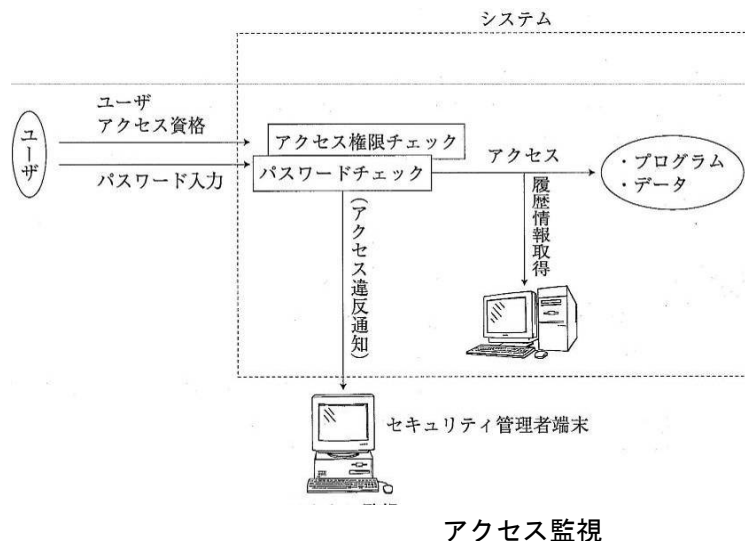 システム
ユーザ
アクセス資格
ユーザ
パスワード入力
アクセス権限チェック
パスワードチェック
アクセス
・プログラム
・データ
履歴情報取得
(アクセス違反通知)
セキュリティ管理者端末
アクセス監視